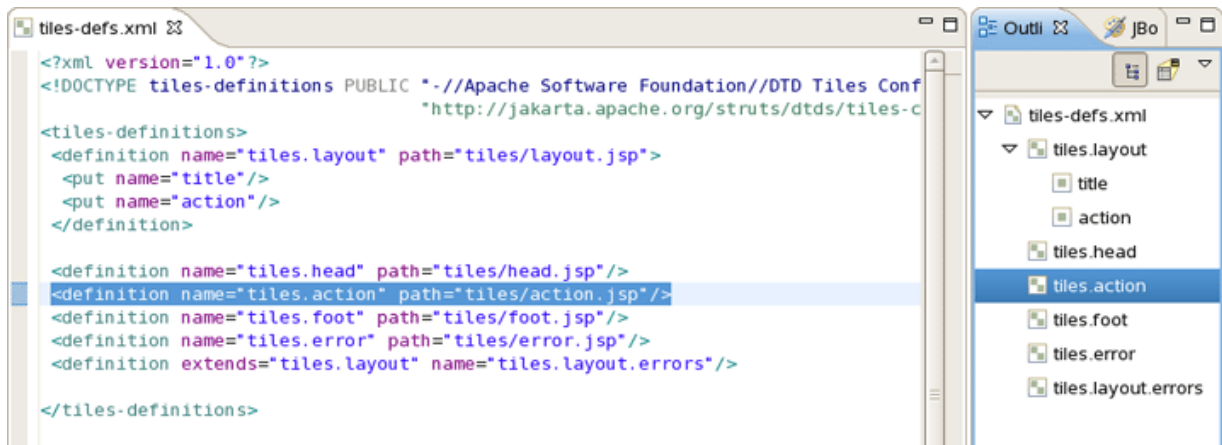 tiles-defs.xml
<?xml version="1.0"?>
<!DOCTYPE tiles-definitions PUBLIC "-//Apache Software Foundation//DTD Tiles Conf
"http://jakarta.apache.org/struts/dtds/tiles-c
<tiles-definitions>
<definition name="tiles.layout" path="tiles/layout.jsp">
<put name="title"/>
<put name="action"/>
</definition>
<definition name="tiles.head" path="tiles/head.jsp"/>
<definition name="tiles.action" path="tiles/action.jsp"/>
<definition name="tiles.foot" path="tiles/foot.jsp"/>
<definition name="tiles.error" path="tiles/error.jsp"/>
<definition extends="tiles.layout" name="tiles.layout.errors"/>
</tiles-definitions>
Outli JBo
tiles-defs.xml
tiles.layout
title
action
tiles.head
tiles.action
tiles.foot
tiles.error
tiles.layout.errors